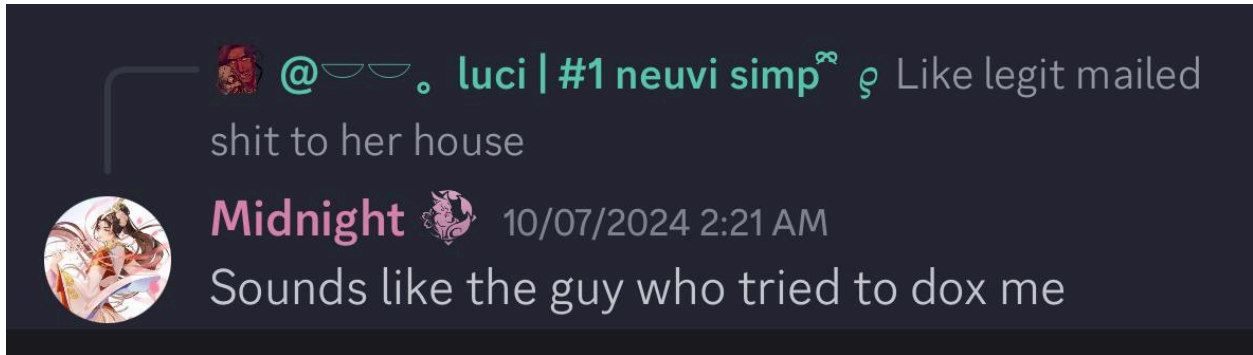 @︶︶。luci | #1 neuvi simp ྀི ƍ Like legit mailed
shit to her house
Midnight 10/07/2024 2:21 AM
Sounds like the guy who tried to dox me